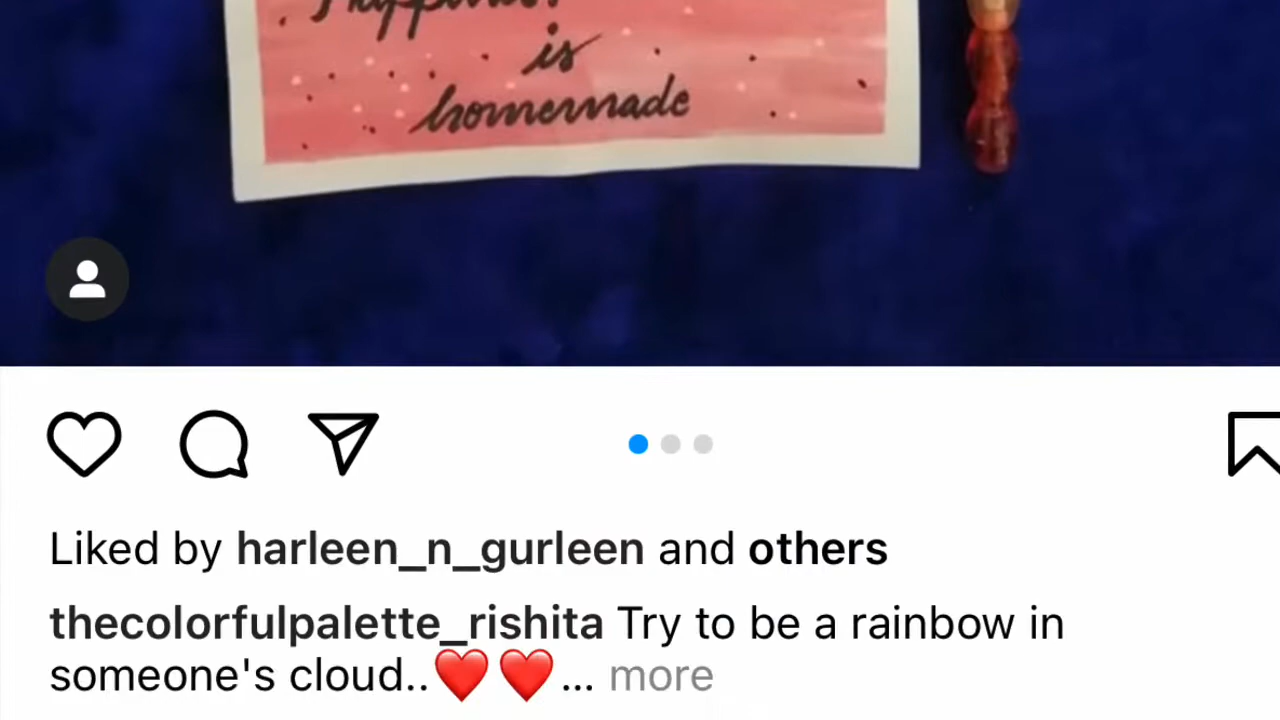 is
homemade
Liked by harleen_n_gurleen and others
thecolorfulpalette_rishita Try to be a rainbow in
someone's cloud..❤️❤️... more